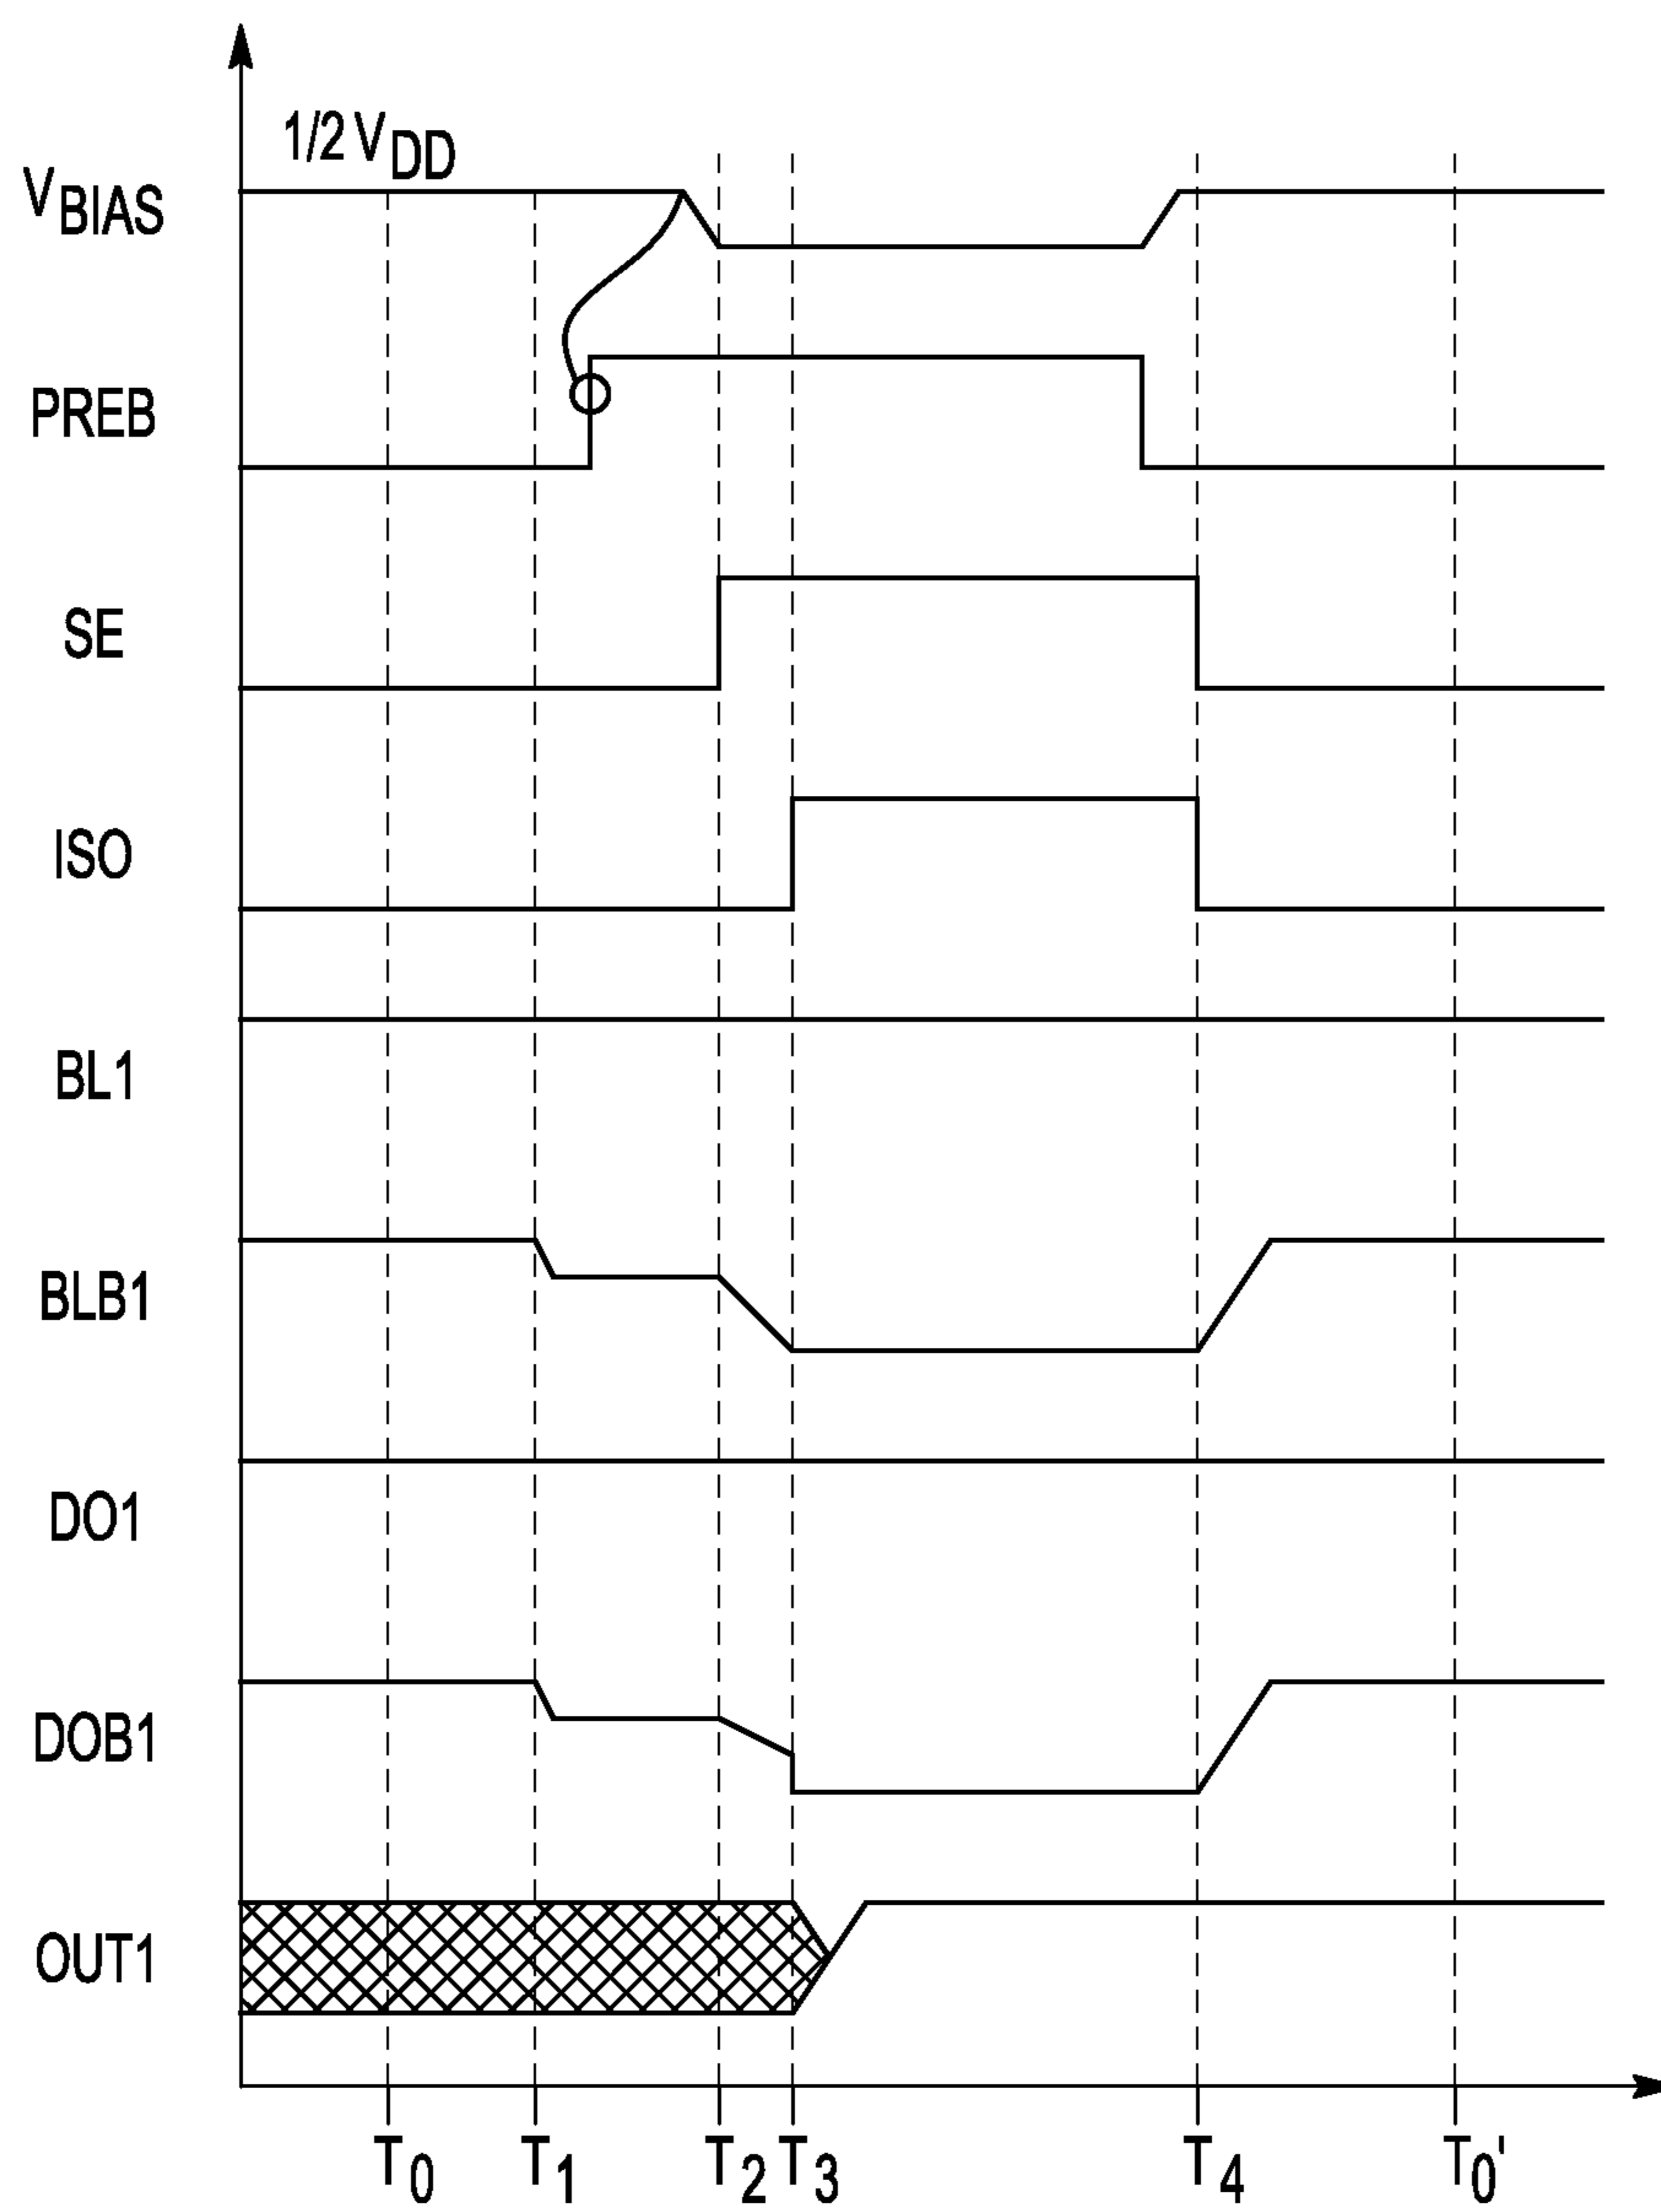 1/2 VDD
VBIAS
PREB
SE
ISO
BL1
BLB1
DO1
DOB1
OUT1
T0 T1 T2 T3 T4 T0'